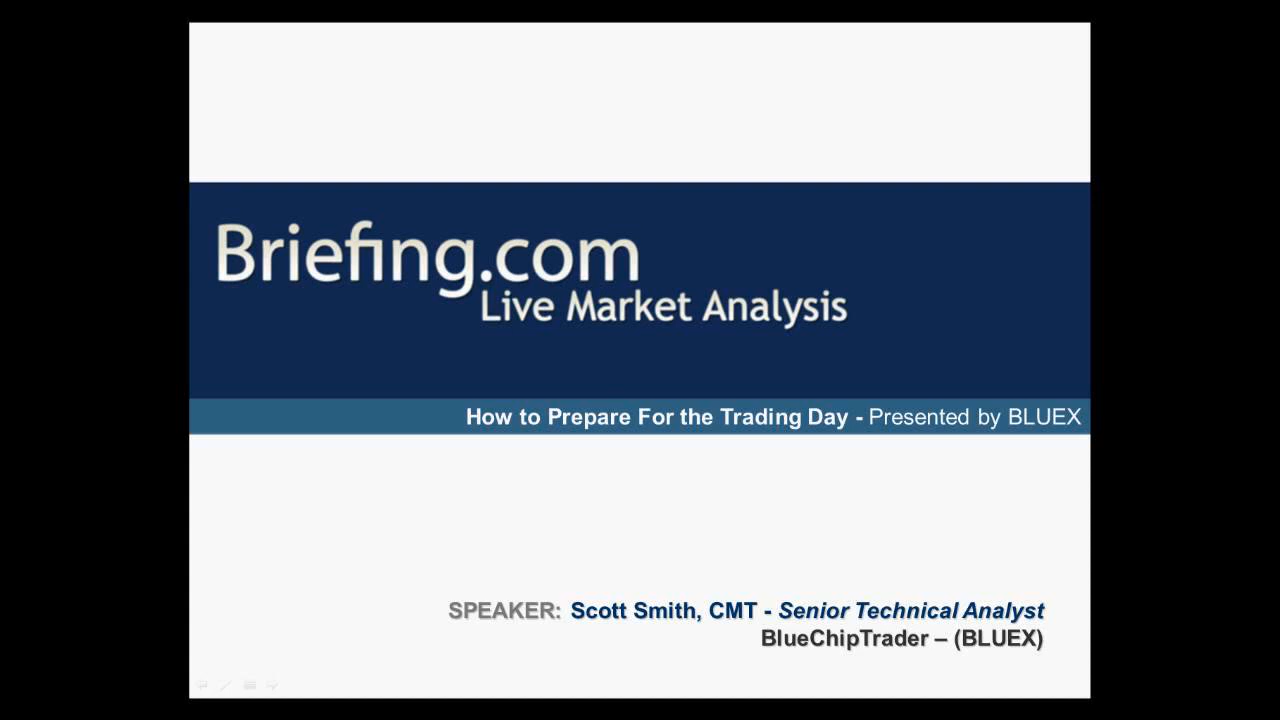 Briefing.com
Live Market Analysis
How to Prepare For the Trading Day - Presented by BLUEX
SPEAKER: Scott Smith, CMT - Senior Technical Analyst
BlueChipTrader – (BLUEX)